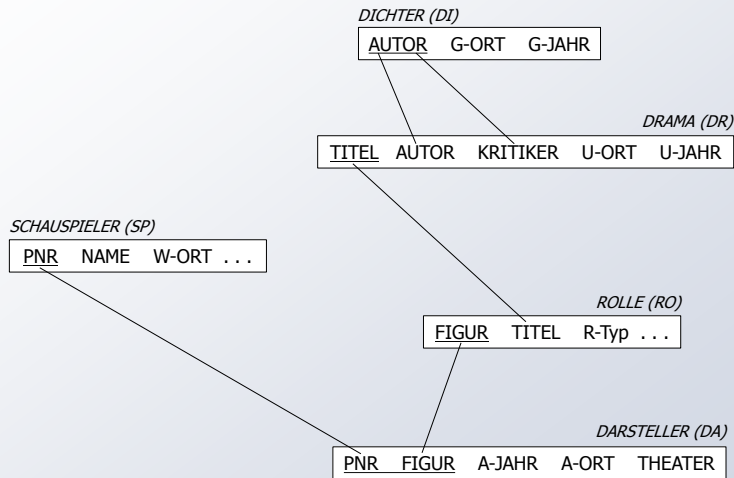 DICHTER (DI)
AUTOR G-ORT G-JAHR
DRAMA (DR)
TITEL AUTOR KRITIKER U-ORT U-JAHR
SCHAUSPIELER (SP)
PNR NAME W-ORT . . .
ROLLE (RO)
FIGUR TITEL R-Typ . . .
DARSTELLER (DA)
PNR FIGUR A-JAHR A-ORT THEATER